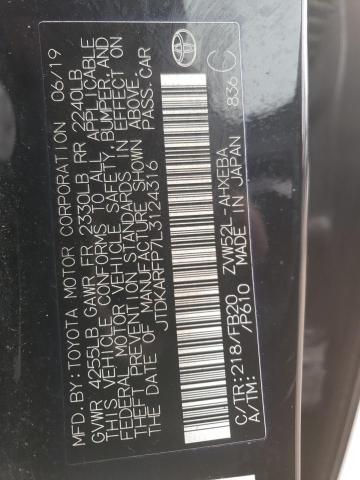 MFD.BY:TOYOTA MOTOR CORPORATION 06/19
GVWR 4255LB GAWR FR 2330LB RR 2240LB
THIS VEHICLE CONFORMS TO ALL APPLICABLE
FEDERAL MOTOR VEHICLE SAFETY, BUMPER, AND
THEFT PREVENTION STANDARDS IN EFFECT ON
THE DATE OF MANUFACTURE SHOWN ABOVE.
JTDKARFP7L3124316 PASS.CAR
C/TR:218/FB20 ZVW52L-AHXEBA
A/TM: /P610 MADE IN JAPAN 836 C